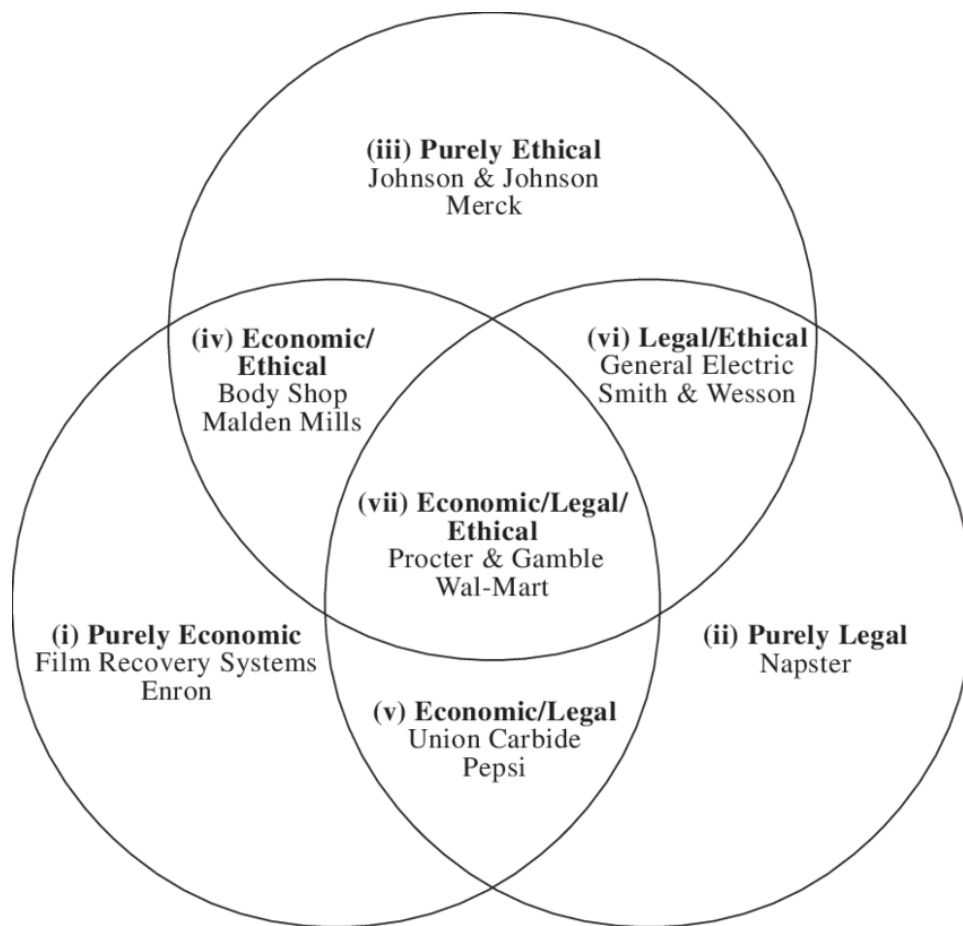 (iii) Purely Ethical
Johnson & Johnson
Merck
(iv) Economic/
Ethical
Body Shop
Malden Mills
(vi) Legal/Ethical
General Electric
Smith & Wesson
(vii) Economic/Legal/
Ethical
Procter & Gamble
Wal-Mart
(i) Purely Economic
Film Recovery Systems
Enron
(ii) Purely Legal
Napster
(v) Economic/Legal
Union Carbide
Pepsi